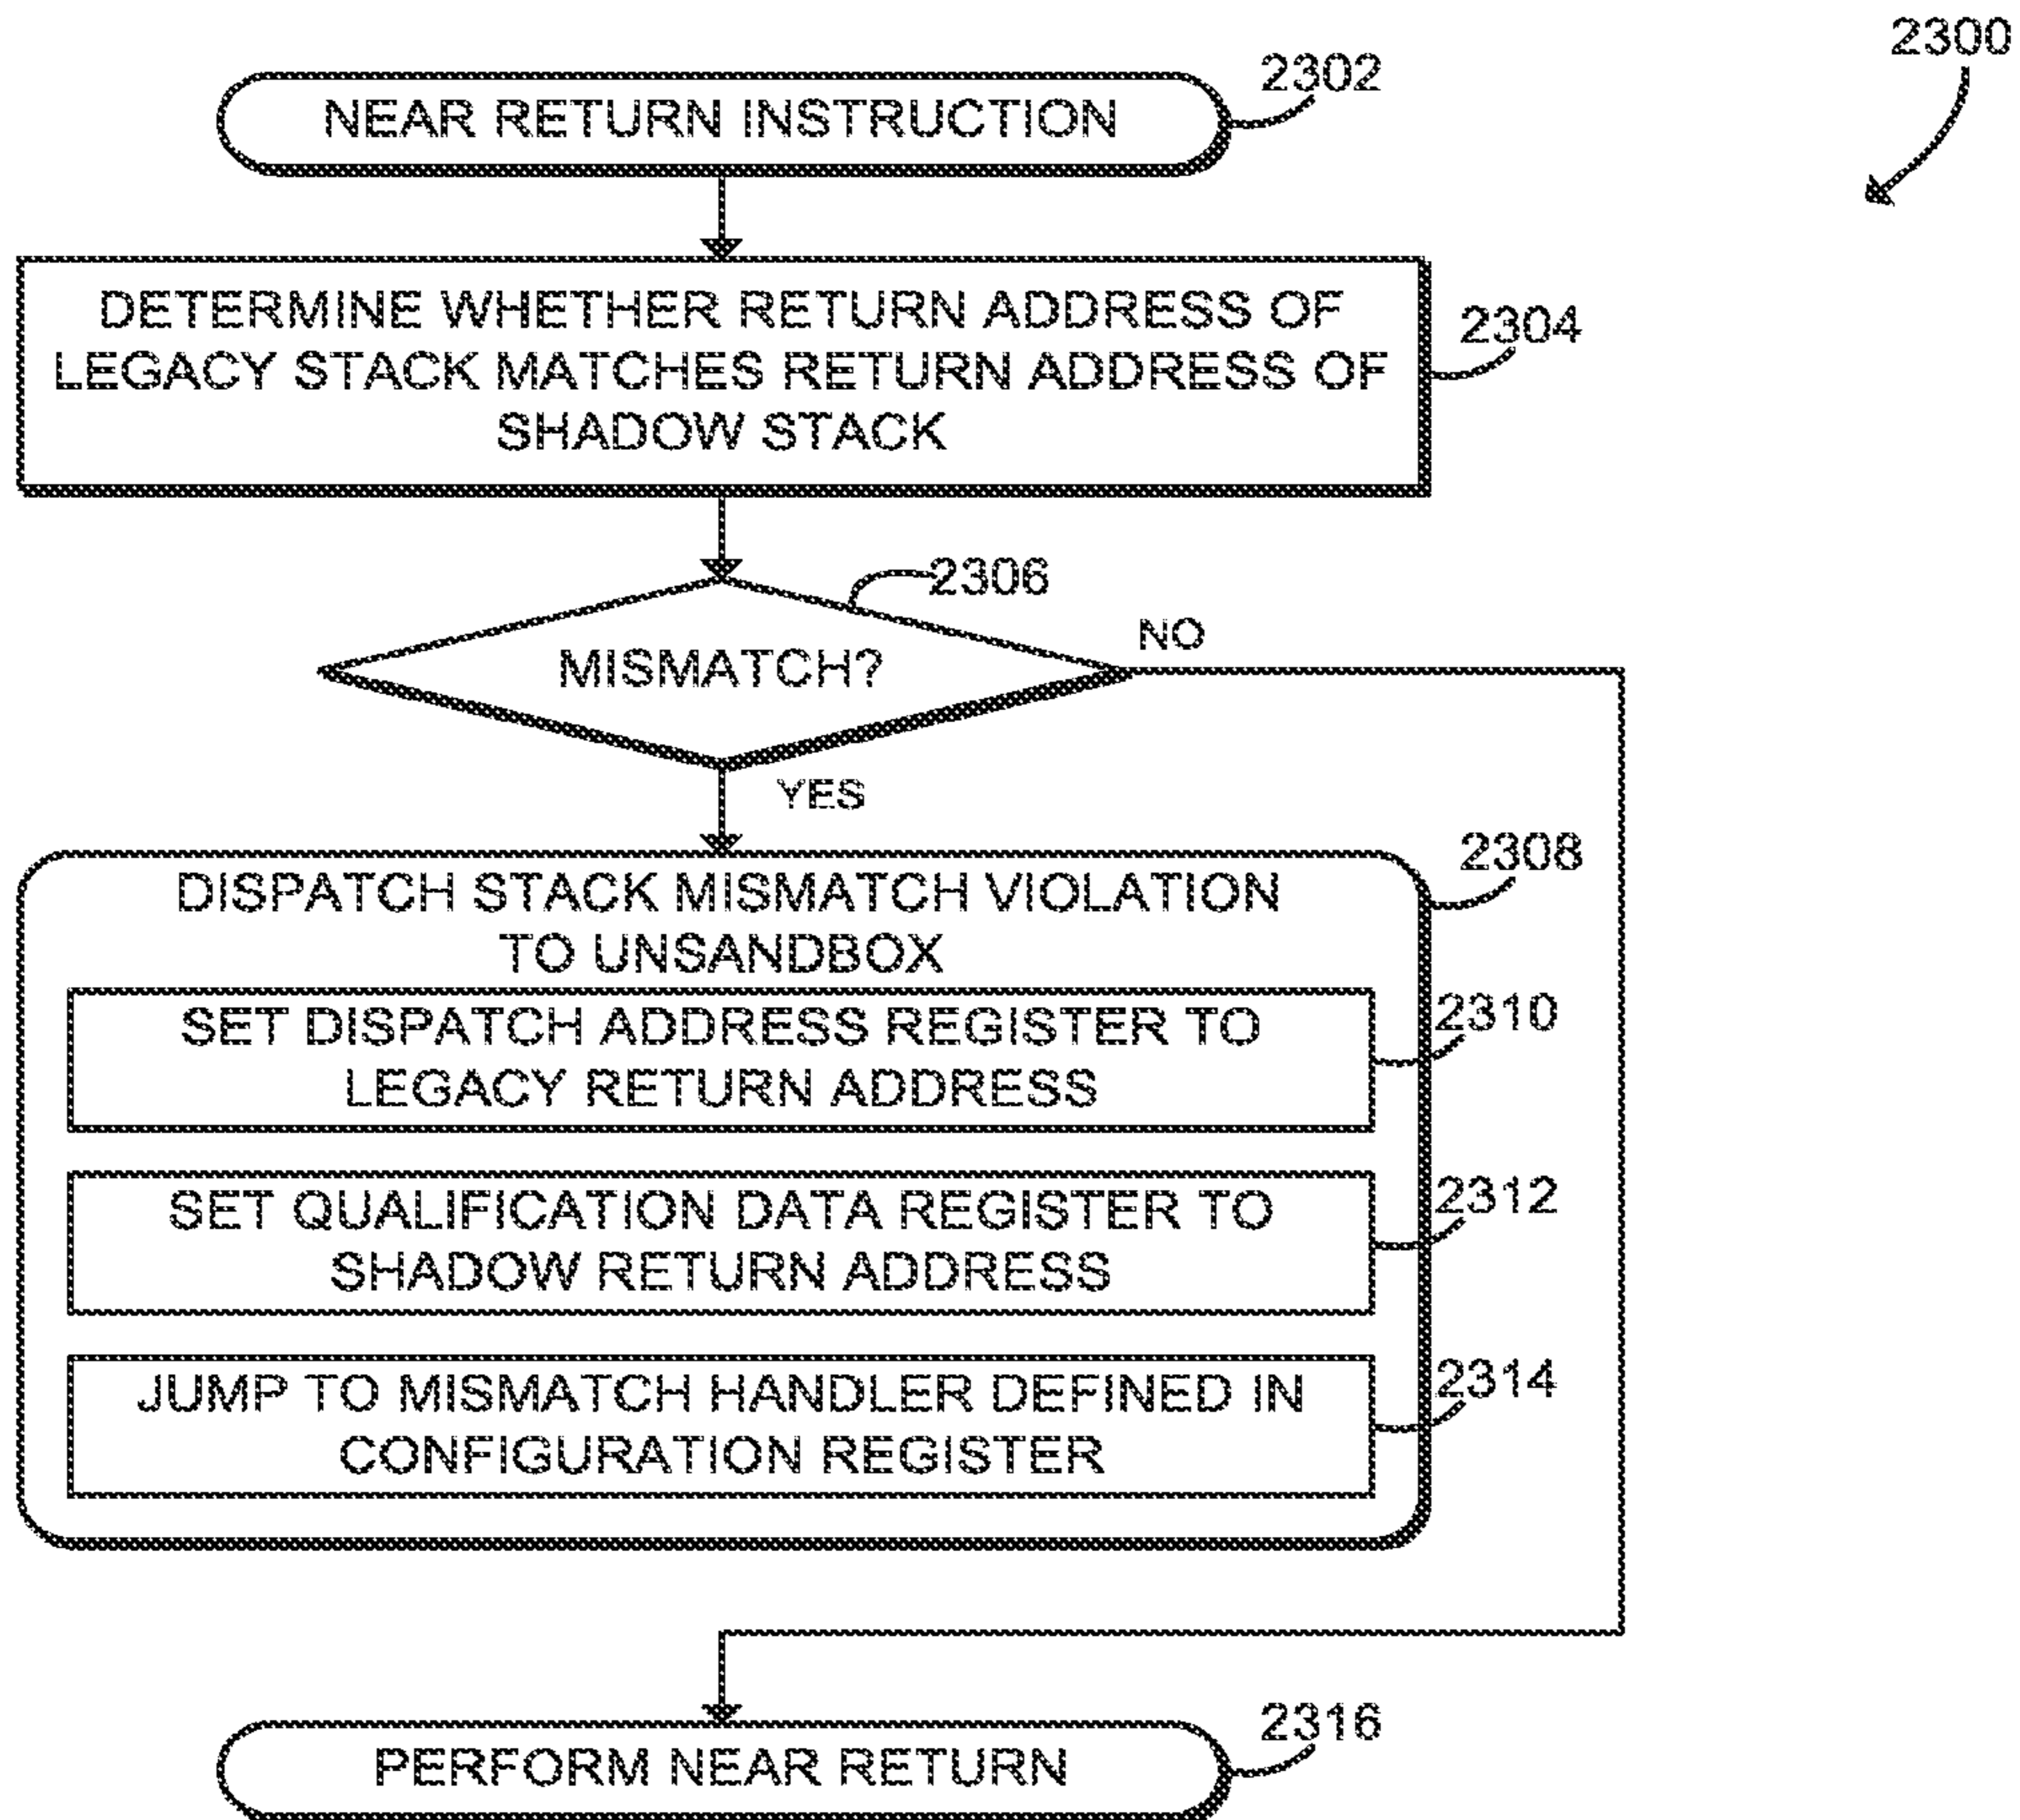 2300
NEAR RETURN INSTRUCTION
2302
DETERMINE WHETHER RETURN ADDRESS OF
LEGACY STACK MATCHES RETURN ADDRESS OF
SHADOW STACK
2304
2306
MISMATCH?
NO
YES
2308
DISPATCH STACK MISMATCH VIOLATION
TO UNSANDBOX
SET DISPATCH ADDRESS REGISTER TO
LEGACY RETURN ADDRESS
2310
SET QUALIFICATION DATA REGISTER TO
SHADOW RETURN ADDRESS
2312
JUMP TO MISMATCH HANDLER DEFINED IN
CONFIGURATION REGISTER
2314
PERFORM NEAR RETURN
2316